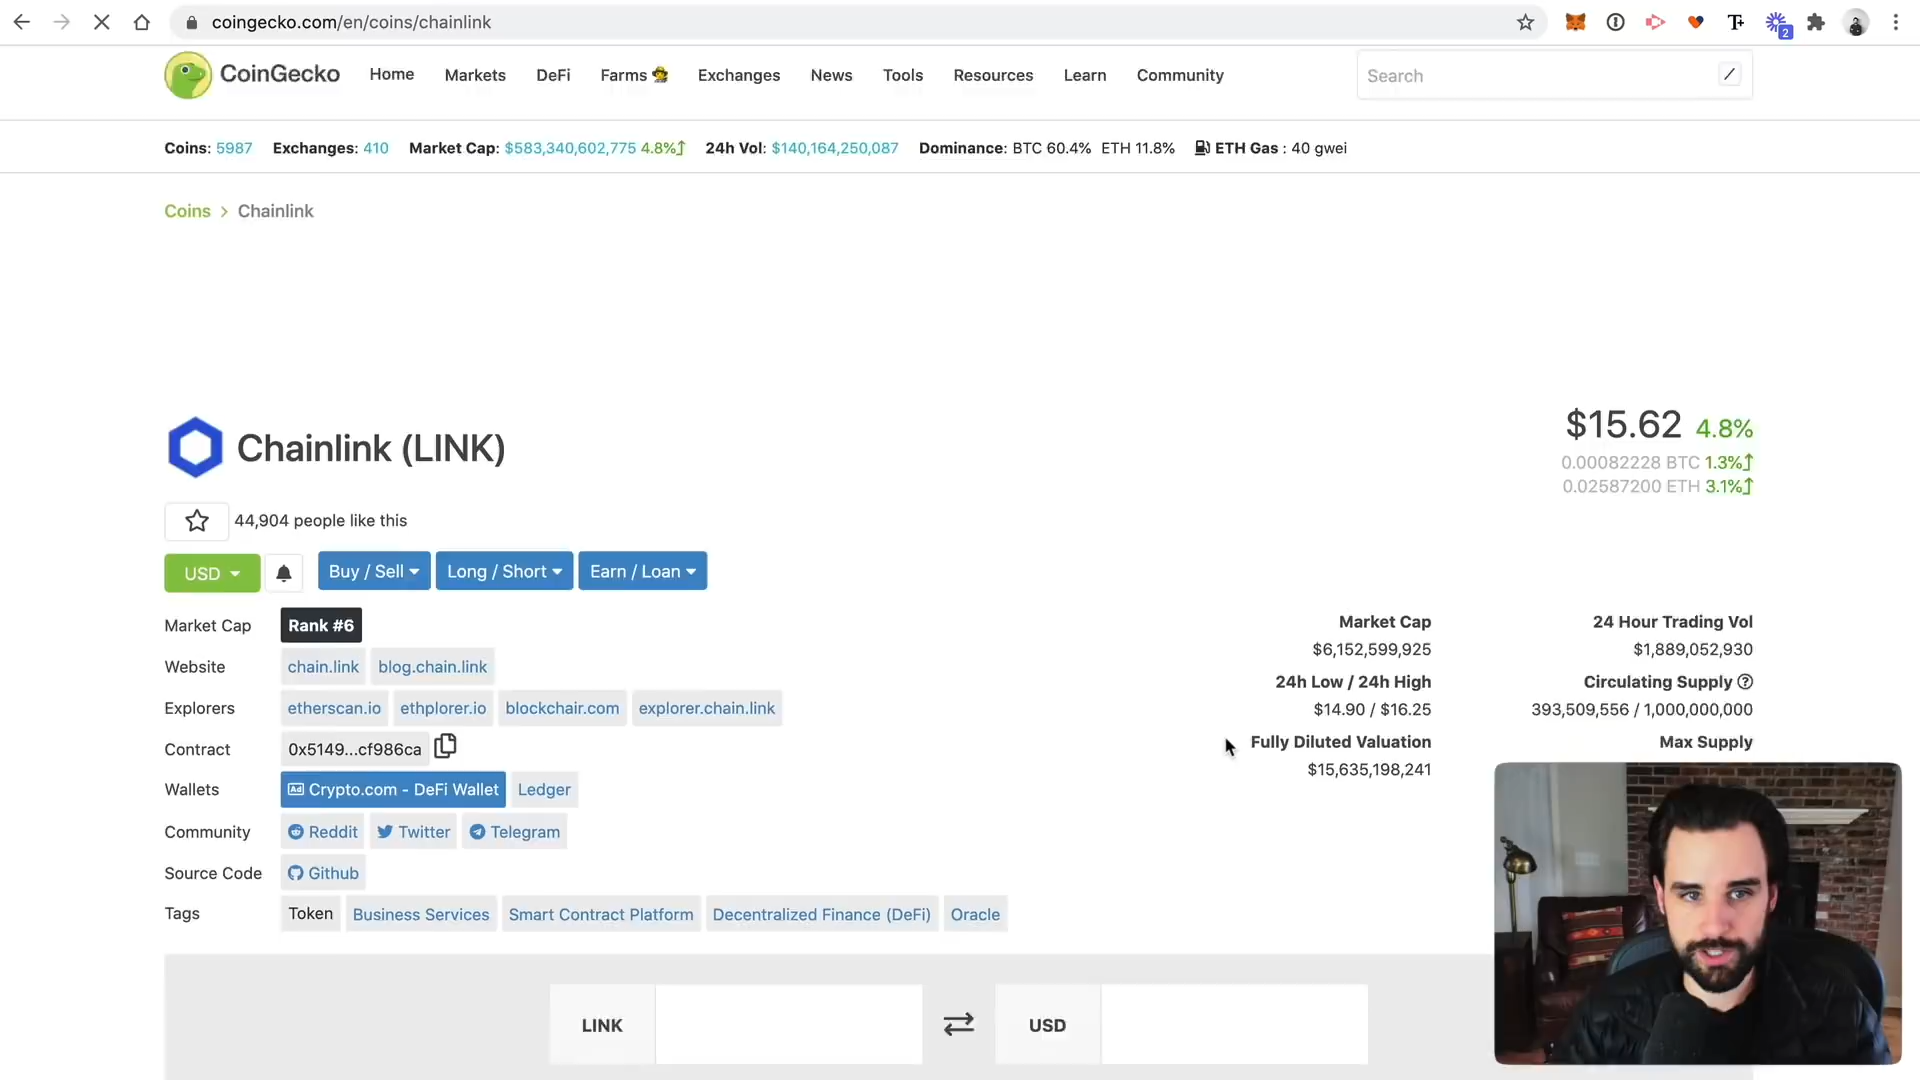 coingecko.com/en/coins/chainlink
2
CoinGecko Home Markets DeFi Farms Exchanges News Tools Resources Learn Community Search /
Coins: 5987 Exchanges: 410 Market Cap: $583,340,602,775 4.8% 24h Vol: $140,164,250,087 Dominance: BTC 60.4% ETH 11.8% ETH Gas : 40 gwei
Coins > Chainlink
Chainlink (LINK)
$15.62 4.8%
0.00082228 BTC 1.3%
0.02587200 ETH 3.1%
44,904 people like this
USD Buy / Sell Long / Short Earn / Loan
Market Cap Rank #6
Website chain.link blog.chain.link
Explorers etherscan.io ethplorer.io blockchair.com explorer.chain.link
Contract 0x5149...cf986ca
Wallets Ad Crypto.com - DeFi Wallet Ledger
Community Reddit Twitter Telegram
Source Code Github
Tags Token Business Services Smart Contract Platform Decentralized Finance (DeFi) Oracle
Market Cap
$6,152,599,925
24h Low / 24h High
$14.90 / $16.25
Fully Diluted Valuation
$15,635,198,241
24 Hour Trading Vol
$1,889,052,930
Circulating Supply ?
393,509,556 / 1,000,000,000
Max Supply
LINK USD